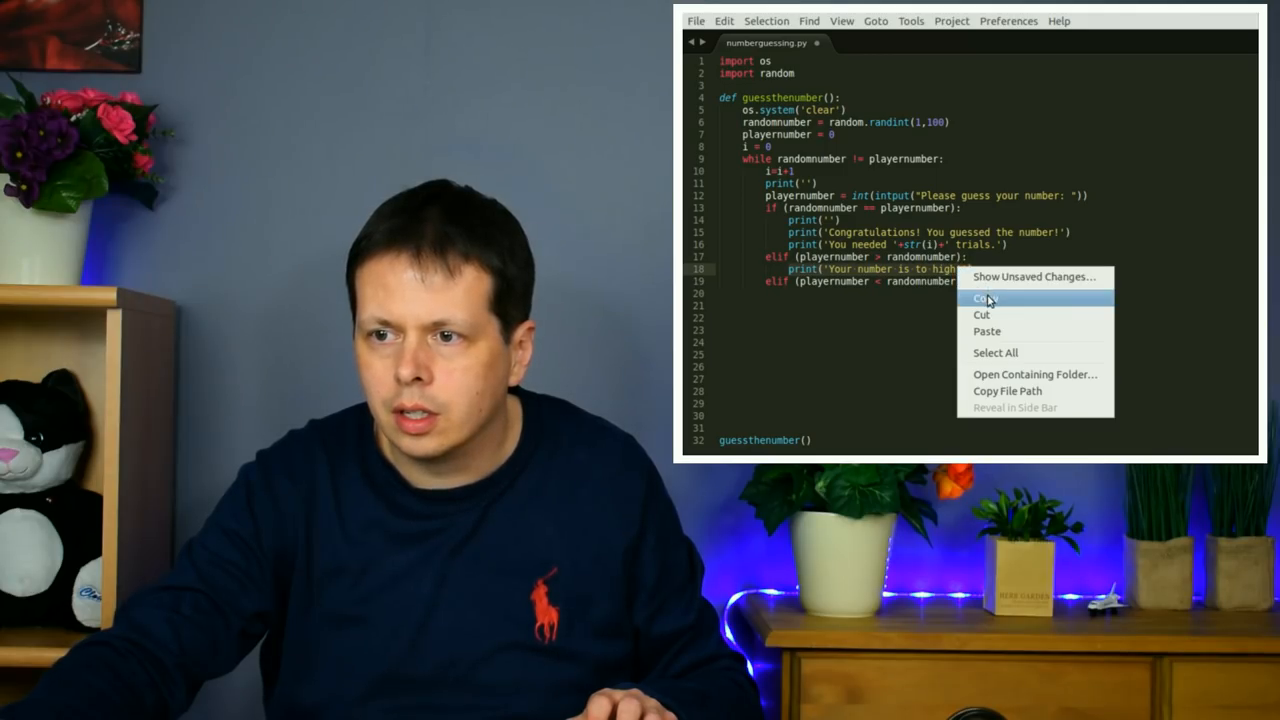 File Edit Selection Find View Goto Tools Project Preferences Help
numberguessing.py
1 import os
2 import random
3
4 def guessthenumber():
5 os.system('clear')
6 randomnumber = random.randint(1,100)
7 playernumber = 0
8 i = 0
9 while randomnumber != playernumber:
10 i=i+1
11 print('')
12 playernumber = int(intput("Please guess your number: "))
13 if (randomnumber == playernumber):
14 print('')
15 print('Congratulations! You guessed the number!')
16 print('You needed '+str(i)+' trials.')
17 elif (playernumber > randomnumber):
18 print('Your number is to high
19 elif (playernumber < randomnumber
20
21
22
23
24
25
26
27
28
29
30
31
32 guessthenumber()
Show Unsaved Changes...
Copy
Cut
Paste
Select All
Open Containing Folder...
Copy File Path
Reveal in Side Bar
HERB GARDEN